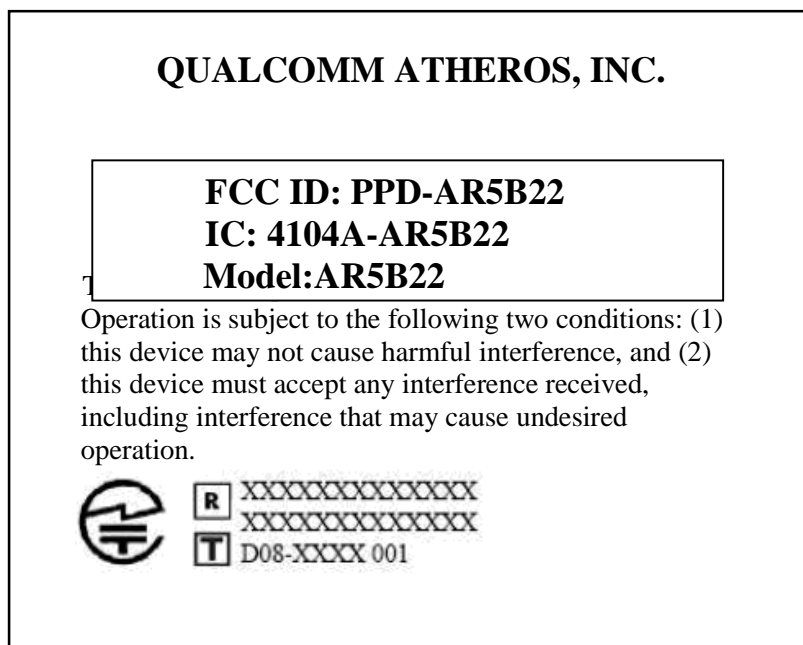 QUALCOMM ATHEROS, INC.
FCC ID: PPD-AR5B22
IC: 4104A-AR5B22
Model:AR5B22
T
Operation is subject to the following two conditions: (1)
this device may not cause harmful interference, and (2)
this device must accept any interference received,
including interference that may cause undesired
operation.
R XXXXXXXXXXXXXX
XXXXXXXXXXXXXX
T D08-XXXX 001